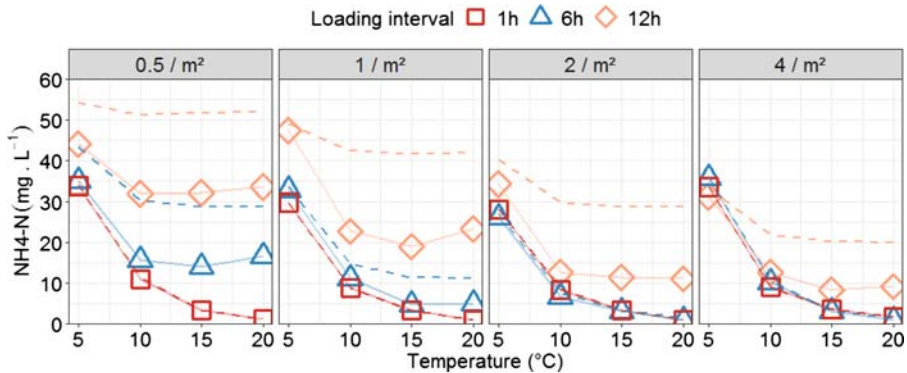 Loading interval 1h 6h 12h
0.5 / m² 1 / m² 2 / m² 4 / m²
NH4-N (mg . L⁻¹)
60
50
40
30
20
10
0
5 10 15 20 5 10 15 20 5 10 15 20 5 10 15 20
Temperature (°C)